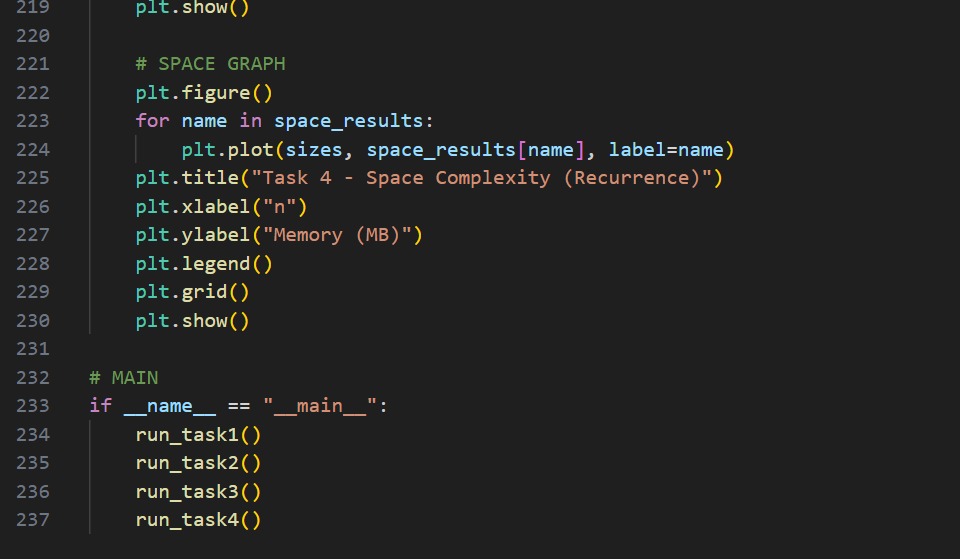 219 plt.show()
220
221 # SPACE GRAPH
222 plt.figure()
223 for name in space_results:
224 plt.plot(sizes, space_results[name], label=name)
225 plt.title("Task 4 - Space Complexity (Recurrence)")
226 plt.xlabel("n")
227 plt.ylabel("Memory (MB)")
228 plt.legend()
229 plt.grid()
230 plt.show()
231
232 # MAIN
233 if __name__ == "__main__":
234 run_task1()
235 run_task2()
236 run_task3()
237 run_task4()